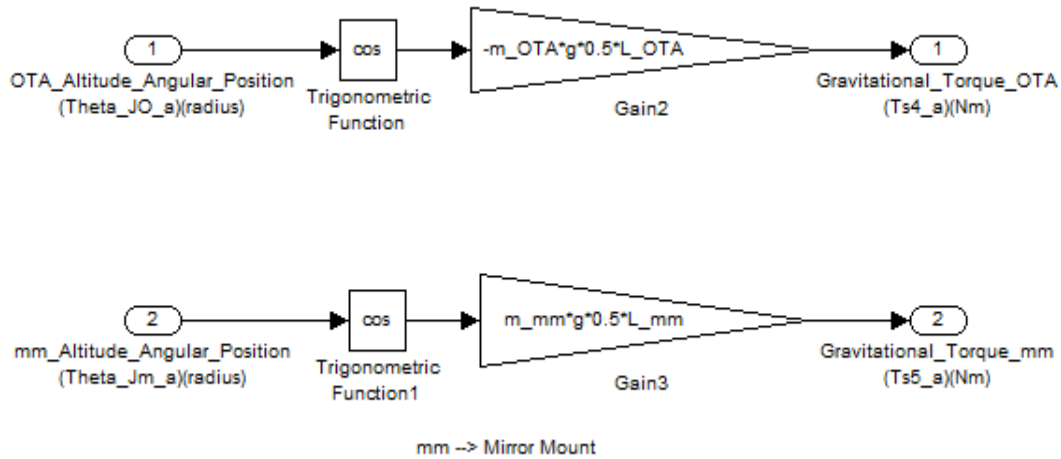 1
cos
-m_OTA*g*0.5*L_OTA
1
OTA_Altitude_Angular_Position
(Theta_JO_a)(radius)
Trigonometric
Function
Gain2
Gravitational_Torque_OTA
(Ts4_a)(Nm)
2
cos
m_mm*g*0.5*L_mm
2
mm_Altitude_Angular_Position
(Theta_Jm_a)(radius)
Trigonometric
Function1
Gain3
Gravitational_Torque_mm
(Ts5_a)(Nm)
mm --> Mirror Mount